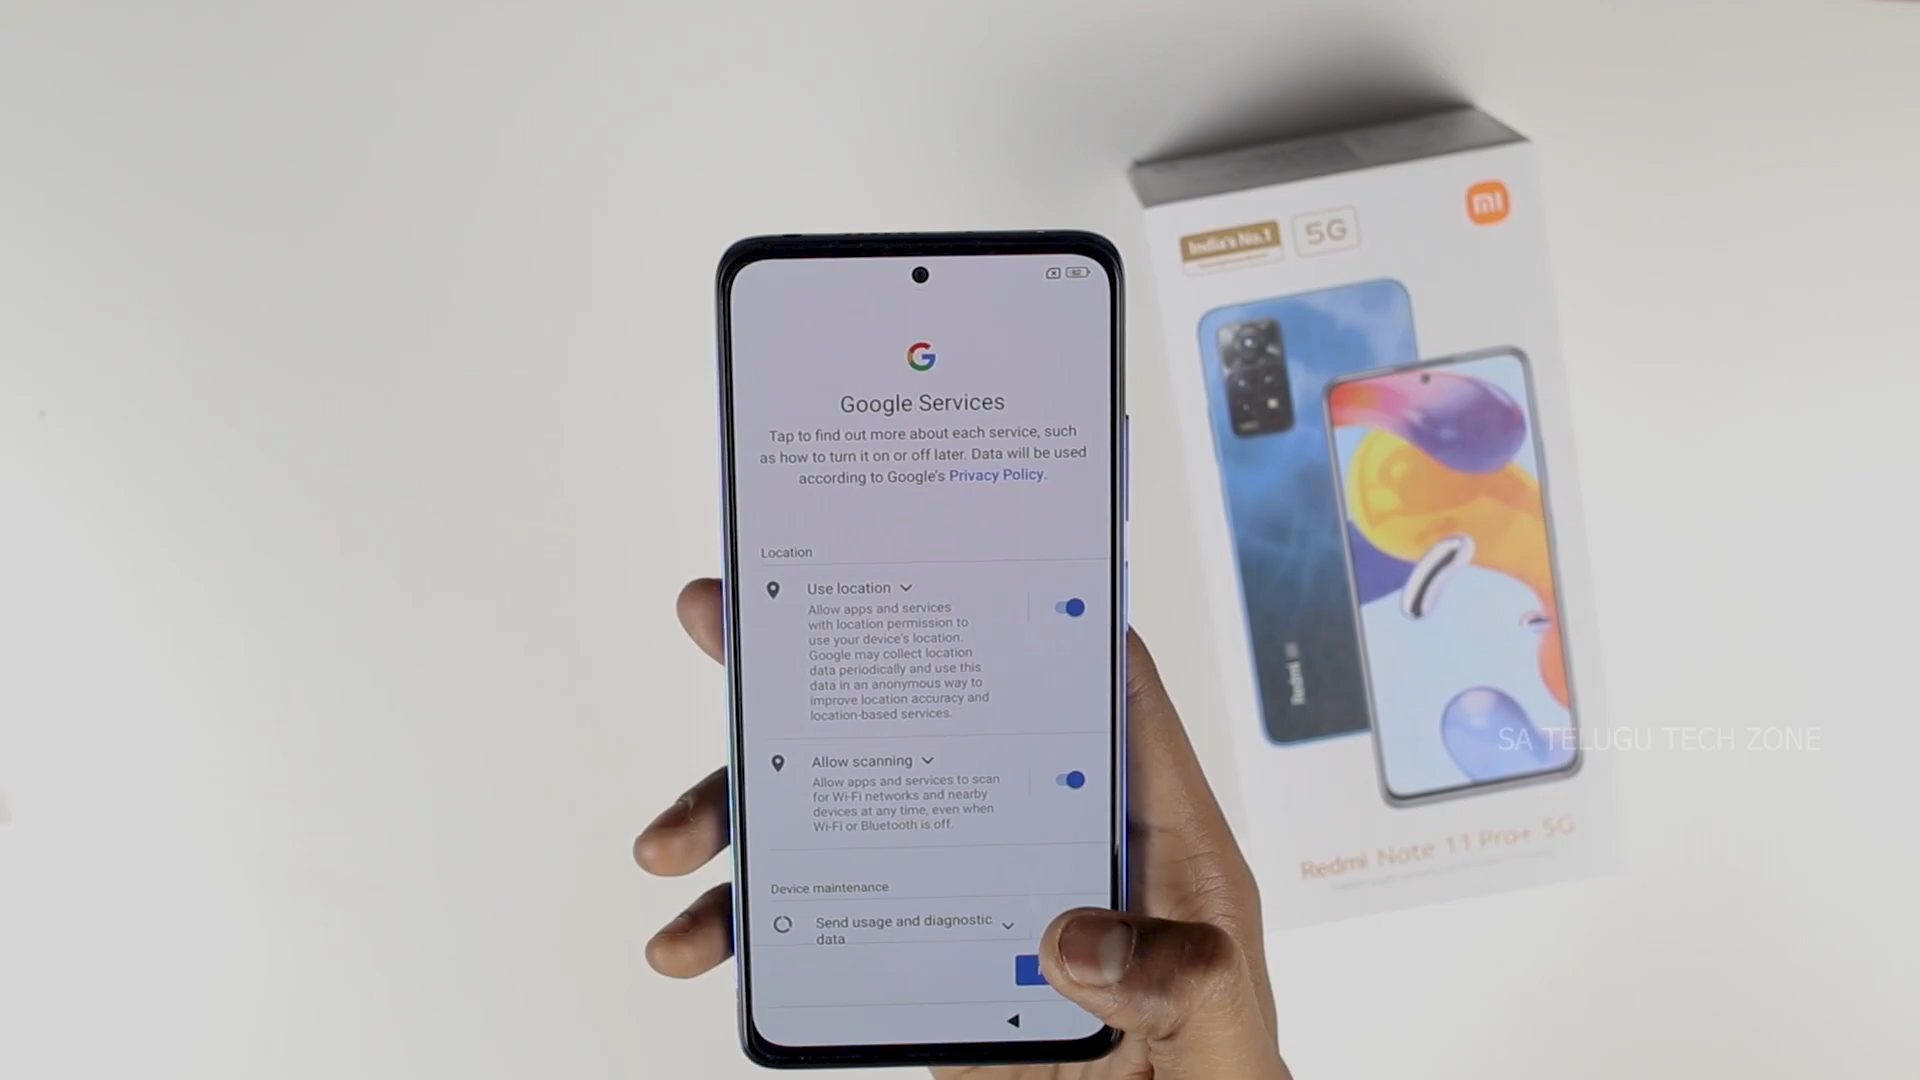 62
Google Services
Tap to find out more about each service, such
as how to turn it on or off later. Data will be used
according to Google's Privacy Policy.
Location
Use location
Allow apps and services
with location permission to
use your device's location.
Google may collect location
data periodically and use this
data in an anonymous way to
improve location accuracy and
location-based services.
Allow scanning
Allow apps and services to scan
for Wi-Fi networks and nearby
devices at any time, even when
Wi-Fi or Bluetooth is off.
Device maintenance
Send usage and diagnostic
data
India's No.1
5G
mi
Redmi
Redmi Note 11 Pro+ 5G
SA TELUGU TECH ZONE